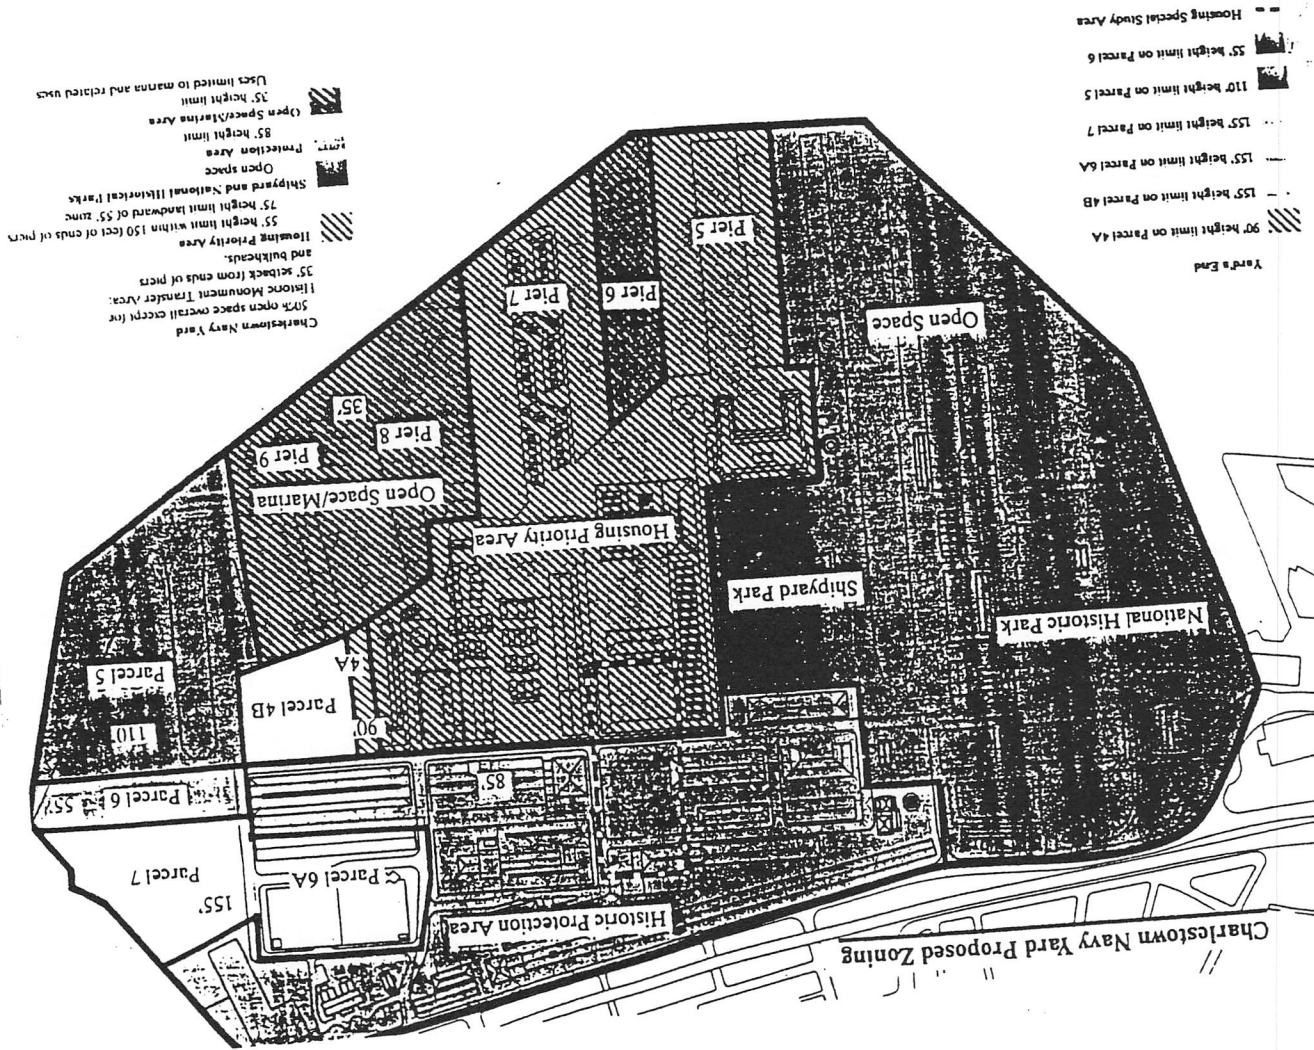 Charlestown Navy Yard Proposed Zoning
Historic Protection Area
Parcel 6A
155'
Parcel 7
85'
Parcel 6
55'
90'
110'
Parcel 4B
4A
Parcel 5
National Historic Park
Shipyard Park
Housing Priority Area
Open Space/Marina
Pier 9
Pier 8
35'
Open Space
Pier 7
Pier 6
Pier 5
Yard's End
90' height limit on Parcel 4A
155' height limit on Parcel 4B
155' height limit on Parcel 6A
155' height limit on Parcel 7
110' height limit on Parcel 5
55' height limit on Parcel 6
Housing Special Study Area
Charlestown Navy Yard
50% open space overall except for
Historic Monument Transfer Area;
35' setback from ends of piers
and bulkheads.
Housing Priority Area
55' height limit within 150 feet of ends of piers
75' height limit landward of 55' zone
Shipyard and National Historical Parks
Open space
Protection Area
85' height limit
Open Space/Marina Area
35' height limit
Uses limited to marina and related uses